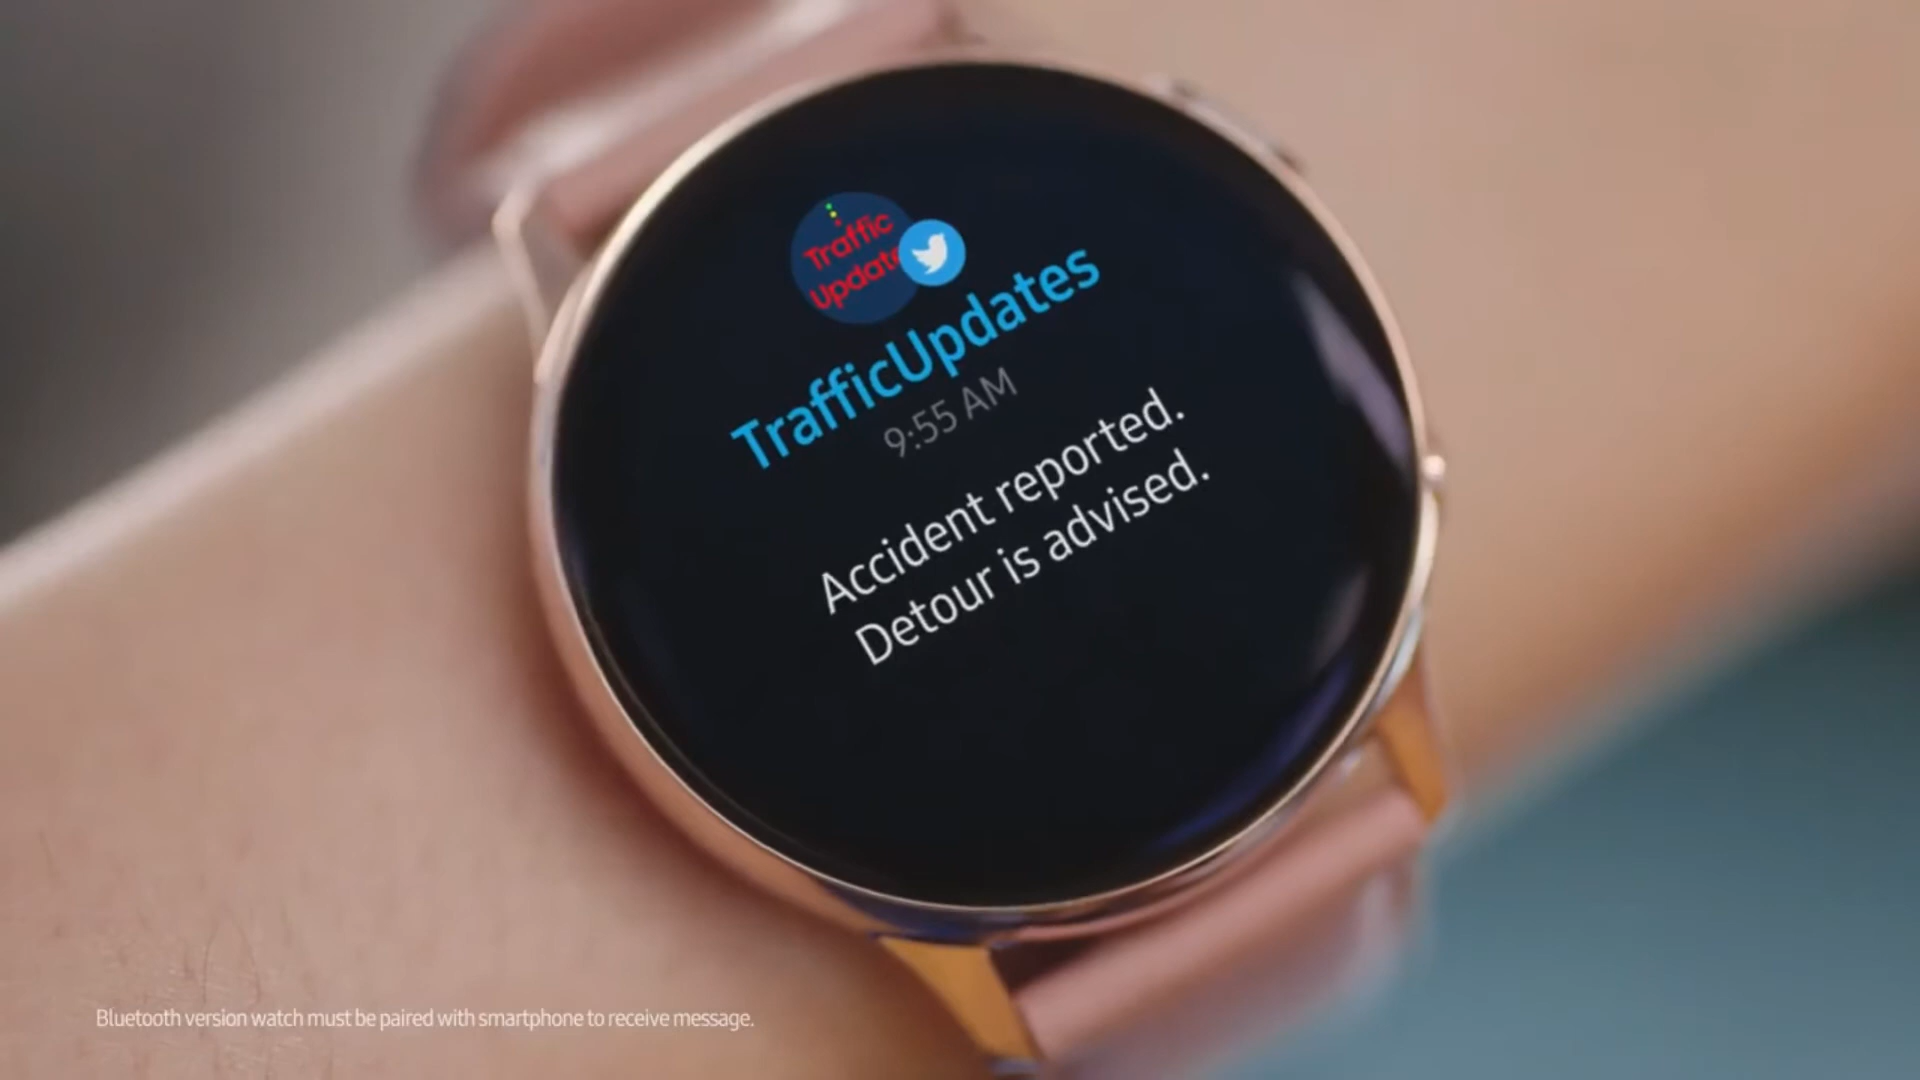 Traffic
Update
TrafficUpdates
9:55 AM
Accident reported.
Detour is advised.
Bluetooth version watch must be paired with smartphone to receive message.